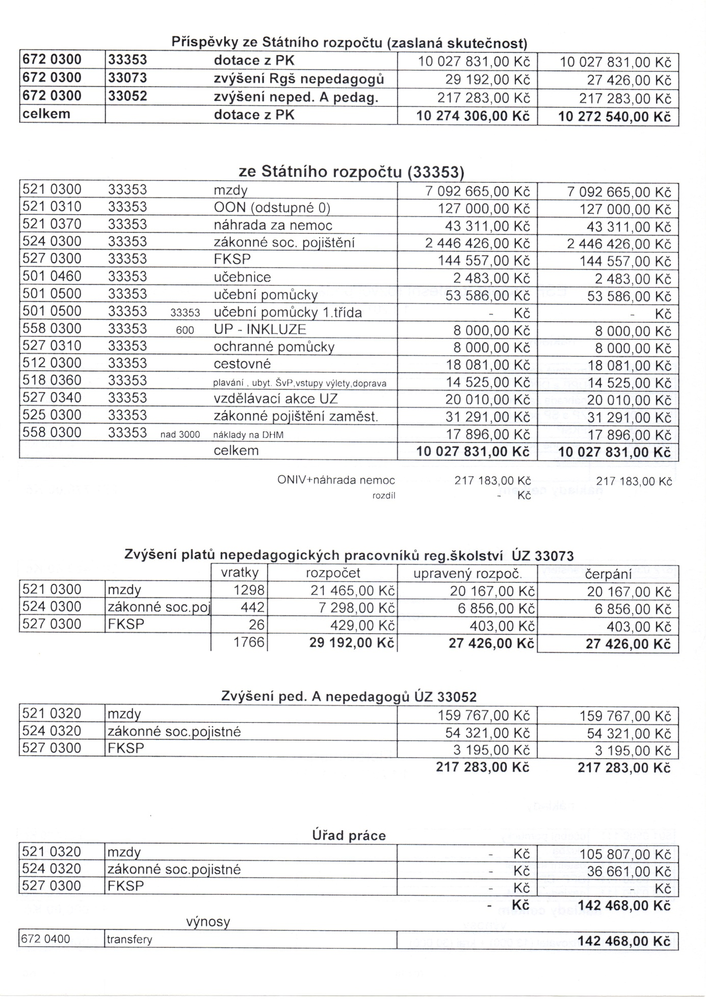 Příspěvky ze Státního rozpočtu (zaslaná skutečnost)
672 0300 33353 dotace z PK 10 027 831,00 Kč 10 027 831,00 Kč
672 0300 33073 zvýšení Rgš nepedagogů 29 192,00 Kč 27 426,00 Kč
672 0300 33052 zvýšení neped. A pedag. 217 283,00 Kč 217 283,00 Kč
celkem dotace z PK 10 274 306,00 Kč 10 272 540,00 Kč
ze Státního rozpočtu (33353)
521 0300 33353 mzdy 7 092 665,00 Kč 7 092 665,00 Kč
521 0310 33353 OON (odstupné 0) 127 000,00 Kč 127 000,00 Kč
521 0370 33353 náhrada za nemoc 43 311,00 Kč 43 311,00 Kč
524 0300 33353 zákonné soc. pojištění 2 446 426,00 Kč 2 446 426,00 Kč
527 0300 33353 FKSP 144 557,00 Kč 144 557,00 Kč
501 0460 33353 učebnice 2 483,00 Kč 2 483,00 Kč
501 0500 33353 učební pomůcky 53 586,00 Kč 53 586,00 Kč
501 0500 33353 33353 učební pomůcky 1.třída - Kč - Kč
558 0300 33353 600 UP - INKLUZE 8 000,00 Kč 8 000,00 Kč
527 0310 33353 ochranné pomůcky 8 000,00 Kč 8 000,00 Kč
512 0300 33353 cestovné 18 081,00 Kč 18 081,00 Kč
518 0360 33353 plavání , ubyt. ŠvP,vstupy výlety,doprava 14 525,00 Kč 14 525,00 Kč
527 0340 33353 vzdělávací akce UZ 20 010,00 Kč 20 010,00 Kč
525 0300 33353 zákonné pojištění zaměst. 31 291,00 Kč 31 291,00 Kč
558 0300 33353 nad 3000 náklady na DHM 17 896,00 Kč 17 896,00 Kč
celkem 10 027 831,00 Kč 10 027 831,00 Kč
ONIV+náhrada nemoc 217 183,00 Kč 217 183,00 Kč
rozdíl - Kč
Zvýšení platů nepedagogických pracovníků reg.školství ÚZ 33073
vratky rozpočet upravený rozpoč. čerpání
521 0300 mzdy 1298 21 465,00 Kč 20 167,00 Kč 20 167,00 Kč
524 0300 zákonné soc.poj 442 7 298,00 Kč 6 856,00 Kč 6 856,00 Kč
527 0300 FKSP 26 429,00 Kč 403,00 Kč 403,00 Kč
1766 29 192,00 Kč 27 426,00 Kč 27 426,00 Kč
Zvýšení ped. A nepedagogů ÚZ 33052
521 0320 mzdy 159 767,00 Kč 159 767,00 Kč
524 0320 zákonné soc.pojistné 54 321,00 Kč 54 321,00 Kč
527 0300 FKSP 3 195,00 Kč 3 195,00 Kč
217 283,00 Kč 217 283,00 Kč
Úřad práce
521 0320 mzdy - Kč 105 807,00 Kč
524 0320 zákonné soc.pojistné - Kč 36 661,00 Kč
527 0300 FKSP - Kč - Kč
- Kč 142 468,00 Kč
výnosy
672 0400 transfery 142 468,00 Kč